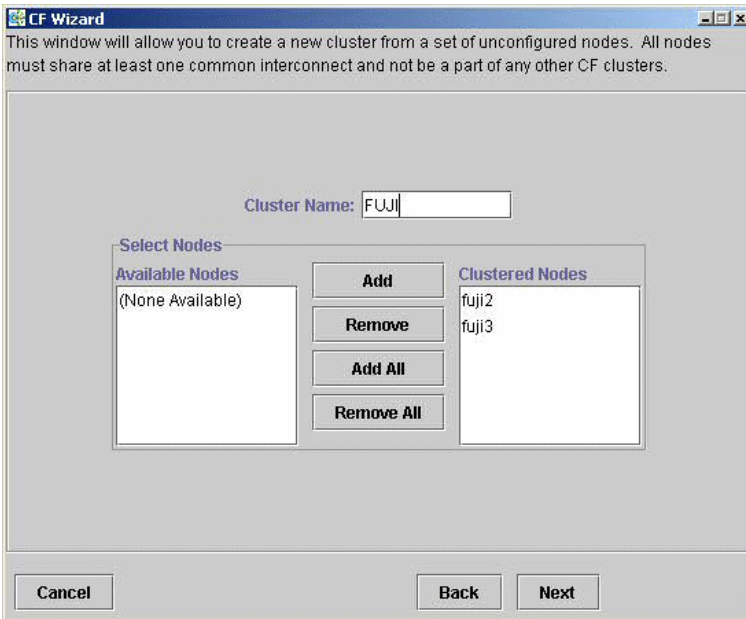 CF Wizard
This window will allow you to create a new cluster from a set of unconfigured nodes. All nodes
must share at least one common interconnect and not be a part of any other CF clusters.
Cluster Name: FUJI
Select Nodes
Available Nodes
(None Available)
Add
Remove
Add All
Remove All
Clustered Nodes
fuji2
fuji3
Cancel
Back
Next